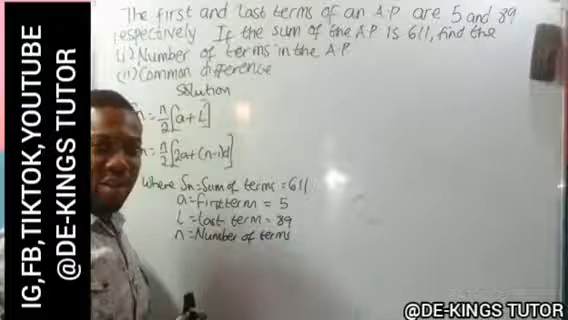 The first and last terms of an A.P are 5 and 89
respectively If the sum of the A.P is 611, find the
(i) Number of terms in the A.P
(ii) Common difference
Solution
= n/2 [a+L]
= n/2 [2a+(n-1)d]
Where Sn = Sum of terms = 611
a = first term = 5
L = last term = 89
n = Number of terms
IG,FB,TIKTOK,YOUTUBE
@DE-KINGS TUTOR
@DE-KINGS TUTOR